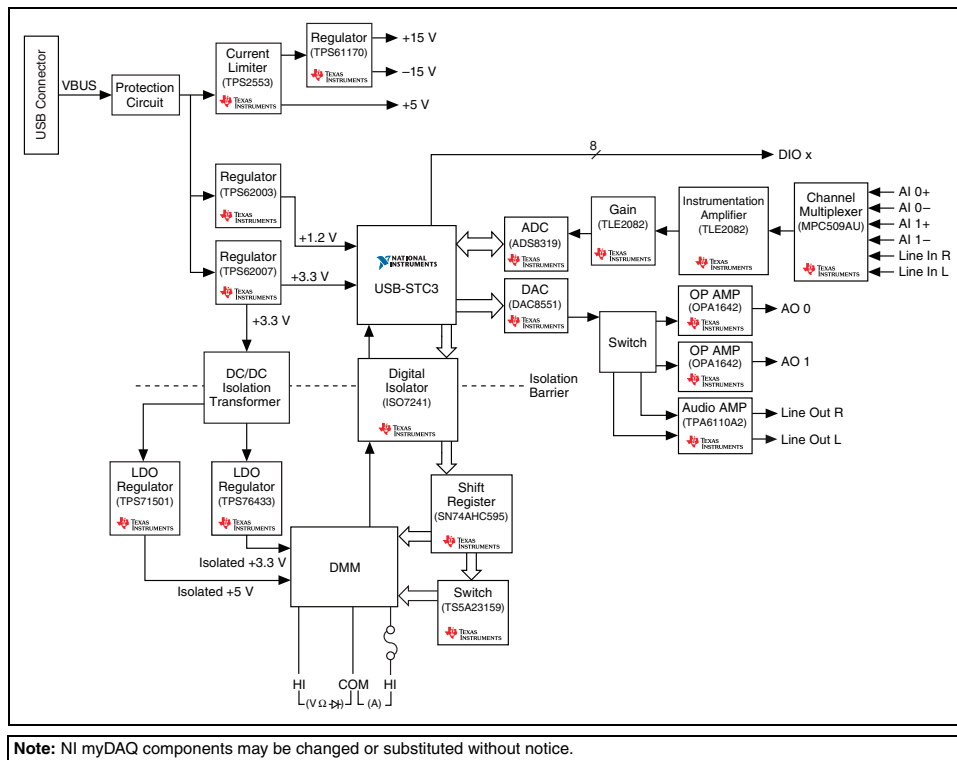 USB Connector
VBUS
Protection
Circuit
Current
Limiter
(TPS2553)
TEXAS
INSTRUMENTS
Regulator
(TPS61170)
TEXAS
INSTRUMENTS
+15 V
–15 V
+5 V
Regulator
(TPS62003)
TEXAS
INSTRUMENTS
+1.2 V
Regulator
(TPS62007)
TEXAS
INSTRUMENTS
+3.3 V
+3.3 V
NATIONAL
INSTRUMENTS
USB-STC3
8
DIO x
ADC
(ADS8319)
TEXAS
INSTRUMENTS
Gain
(TLE2082)
TEXAS
INSTRUMENTS
Instrumentation
Amplifier
(TLE2082)
TEXAS
INSTRUMENTS
Channel
Multiplexer
(MPC509AU)
TEXAS
INSTRUMENTS
AI 0+
AI 0–
AI 1+
AI 1–
Line In R
Line In L
DAC
(DAC8551)
TEXAS
INSTRUMENTS
Switch
OP AMP
(OPA1642)
TEXAS
INSTRUMENTS
AO 0
OP AMP
(OPA1642)
TEXAS
INSTRUMENTS
AO 1
Audio AMP
(TPA6110A2)
TEXAS
INSTRUMENTS
Line Out R
Line Out L
DC/DC
Isolation
Transformer
Digital
Isolator
(ISO7241)
TEXAS
INSTRUMENTS
Isolation
Barrier
LDO
Regulator
(TPS71501)
TEXAS
INSTRUMENTS
LDO
Regulator
(TPS76433)
TEXAS
INSTRUMENTS
Shift
Register
(SN74AHC595)
TEXAS
INSTRUMENTS
Isolated +3.3 V
Isolated +5 V
DMM
Switch
(TS5A23159)
TEXAS
INSTRUMENTS
HI
COM
HI
(V Ω )
(A)
Note: NI myDAQ components may be changed or substituted without notice.